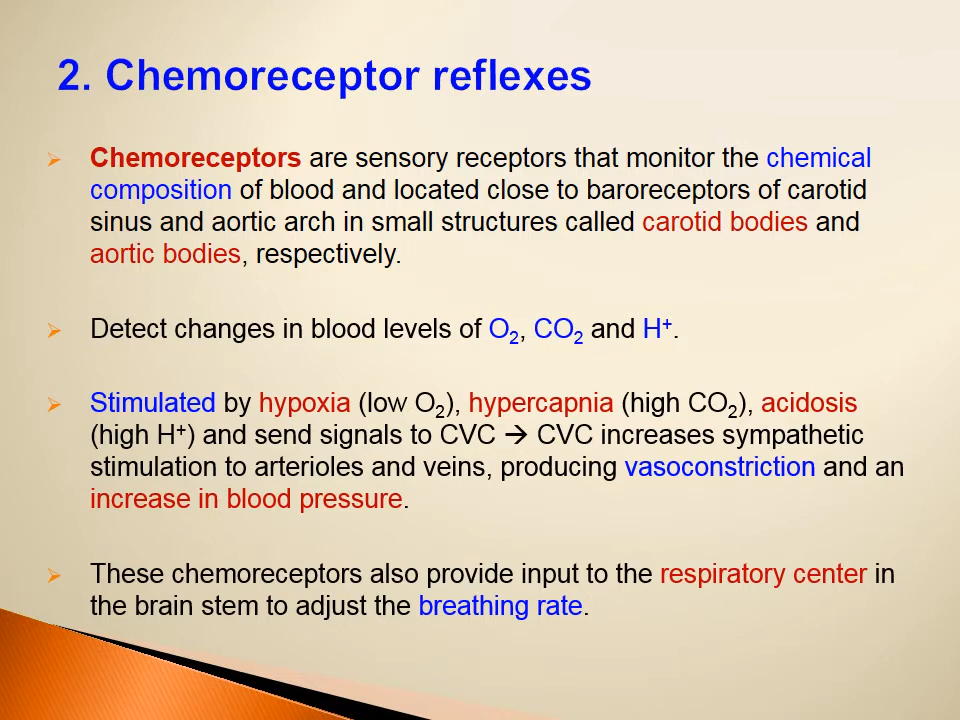 2. Chemoreceptor reflexes
➢ Chemoreceptors are sensory receptors that monitor the chemical
composition of blood and located close to baroreceptors of carotid
sinus and aortic arch in small structures called carotid bodies and
aortic bodies, respectively.
➢ Detect changes in blood levels of O₂, CO₂ and H⁺.
➢ Stimulated by hypoxia (low O₂), hypercapnia (high CO₂), acidosis
(high H⁺) and send signals to CVC → CVC increases sympathetic
stimulation to arterioles and veins, producing vasoconstriction and an
increase in blood pressure.
➢ These chemoreceptors also provide input to the respiratory center in
the brain stem to adjust the breathing rate.